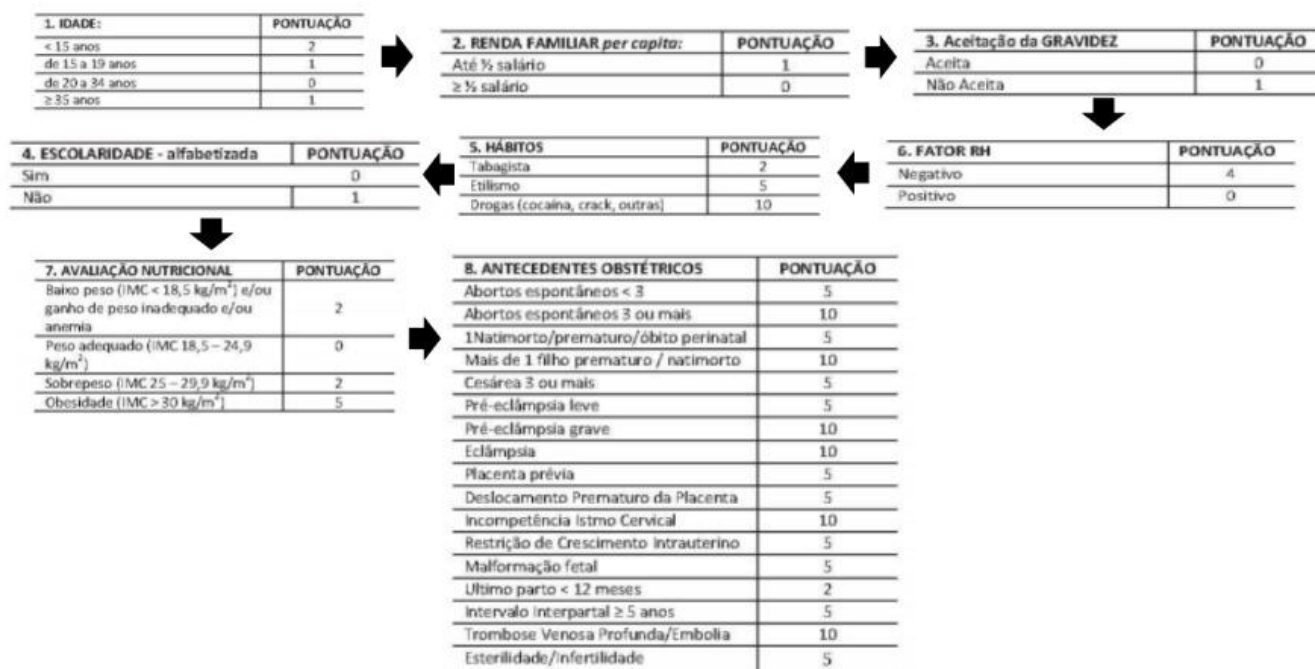 1. IDADE: PONTUAÇÃO
< 15 anos 2
de 15 a 19 anos 1
de 20 a 34 anos 0
≥ 35 anos 1
2. RENDA FAMILIAR per capita: PONTUAÇÃO
Até ½ salário 1
≥ ½ salário 0
3. Aceitação da GRAVIDEZ PONTUAÇÃO
Aceita 0
Não Aceita 1
4. ESCOLARIDADE - alfabetizada PONTUAÇÃO
Sim 0
Não 1
5. HÁBITOS PONTUAÇÃO
Tabagista 2
Etilismo 5
Drogas (cocaína, crack, outras) 10
6. FATOR RH PONTUAÇÃO
Negativo 4
Positivo 0
7. AVALIAÇÃO NUTRICIONAL PONTUAÇÃO
Baixo peso (IMC < 18,5 kg/m²) e/ou
ganho de peso inadequado e/ou 2
anemia
Peso adequado (IMC 18,5 – 24,9 0
kg/m²)
Sobrepeso (IMC 25 – 29,9 kg/m²) 2
Obesidade (IMC > 30 kg/m²) 5
8. ANTECEDENTES OBSTÉTRICOS PONTUAÇÃO
Abortos espontâneos < 3 5
Abortos espontâneos 3 ou mais 10
1Natimorto/prematuro/óbito perinatal 5
Mais de 1 filho prematuro / natimorto 10
Cesárea 3 ou mais 5
Pré-eclâmpsia leve 5
Pré-eclâmpsia grave 10
Eclâmpsia 10
Placenta prévia 5
Deslocamento Prematuro da Placenta 5
Incompetência Istmo Cervical 10
Restrição de Crescimento Intrauterino 5
Malformação fetal 5
Ultimo parto < 12 meses 2
Intervalo Interpartal ≥ 5 anos 5
Trombose Venosa Profunda/Embolia 10
Esterilidade/Infertilidade 5